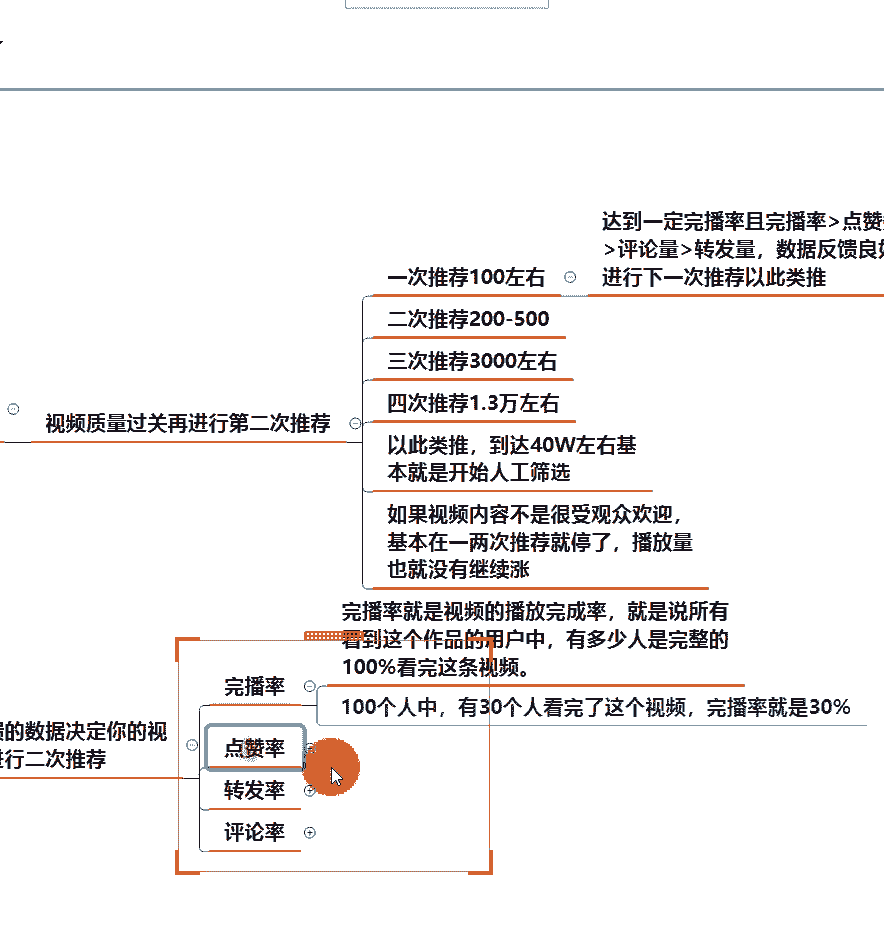 达到一定完播率且完播率>点赞
>评论量>转发量，数据反馈良好
进行下一次推荐以此类推
一次推荐100左右
二次推荐200-500
三次推荐3000左右
四次推荐1.3万左右
视频质量过关再进行第二次推荐
以此类推，到达40W左右基
本就是开始人工筛选
如果视频内容不是很受观众欢迎，
基本在一两次推荐就停了，播放量
也就没有继续涨
完播率就是视频的播放完成率，就是说所有
看到这个作品的用户中，有多少人是完整的
100%看完这条视频。
完播率
100个人中，有30个人看完了这个视频，完播率就是30%
的数据决定你的视
行二次推荐
点赞率
转发率
评论率